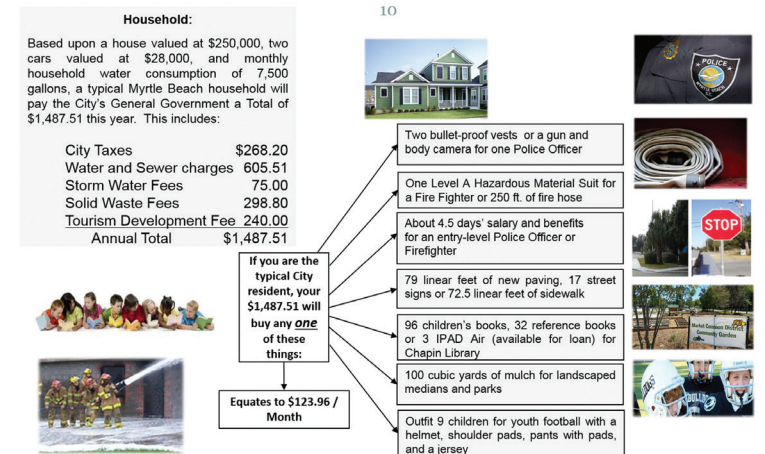 10
Household:
Based upon a house valued at $250,000, two
cars valued at $28,000, and monthly
household water consumption of 7,500
gallons, a typical Myrtle Beach household will
pay the City's General Government a Total of
$1,487.51 this year. This includes:
City Taxes $268.20
Water and Sewer charges 605.51
Storm Water Fees 75.00
Solid Waste Fees 298.80
Tourism Development Fee 240.00
Annual Total $1,487.51
If you are the
typical City
resident, your
$1,487.51 will
buy any one
of these
things:
Equates to $123.96 /
Month
Two bullet-proof vests or a gun and
body camera for one Police Officer
One Level A Hazardous Material Suit for
a Fire Fighter or 250 ft. of fire hose
About 4.5 days' salary and benefits
for an entry-level Police Officer or
Firefighter
79 linear feet of new paving, 17 street
signs or 72.5 linear feet of sidewalk
96 children's books, 32 reference books
or 3 IPAD Air (available for loan) for
Chapin Library
100 cubic yards of mulch for landscaped
medians and parks
Outfit 9 children for youth football with a
helmet, shoulder pads, pants with pads,
and a jersey
POLICE
MYRTLE BEACH
STOP
Market Common District
Community Garden